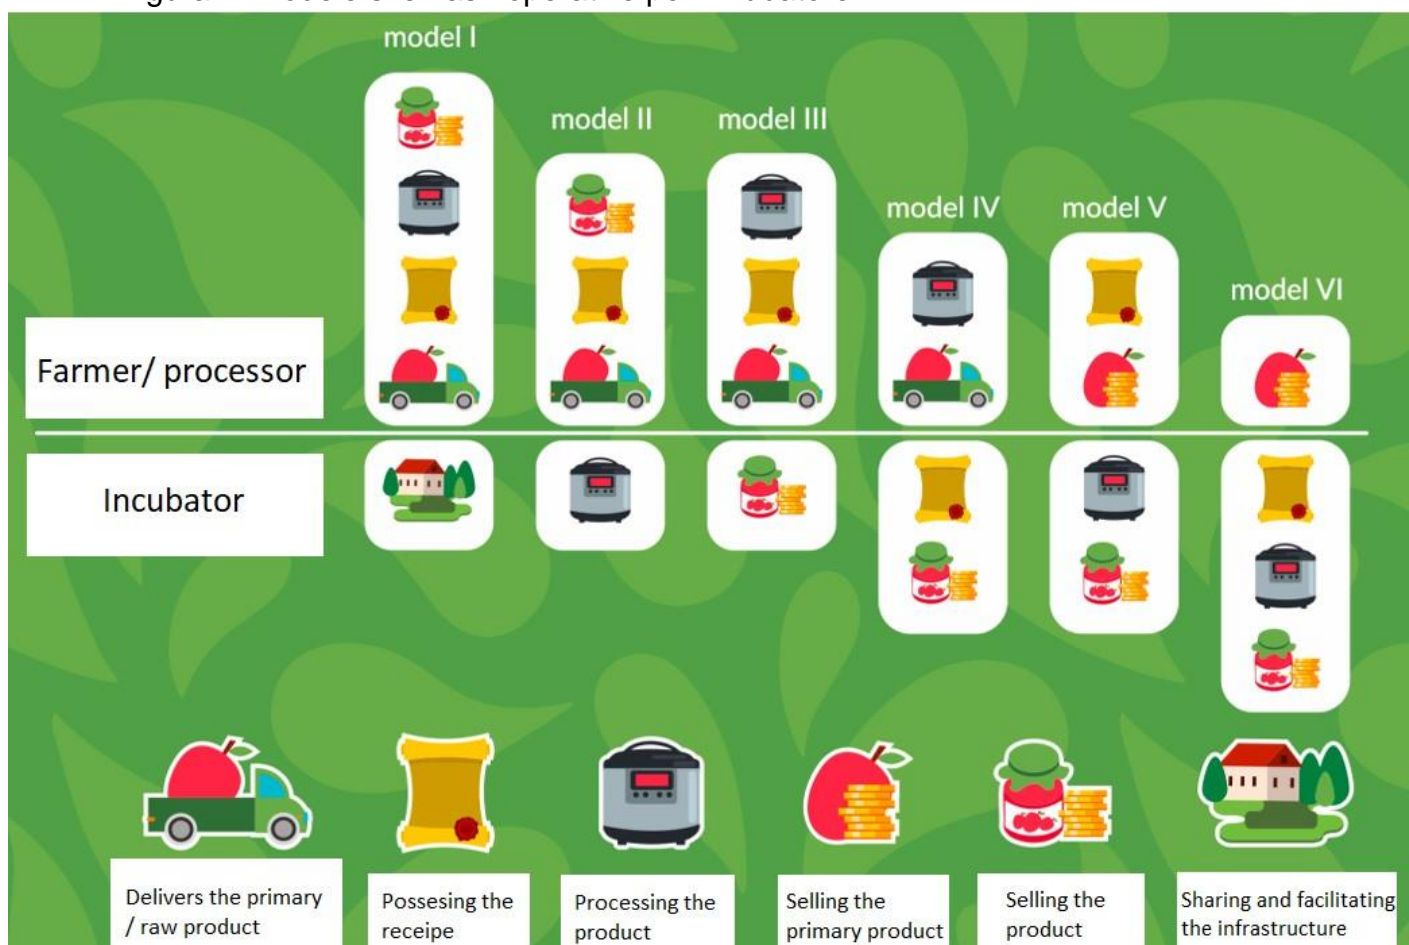 model I
model II
model III
model IV
model V
model VI
Farmer/ processor
Incubator
Delivers the primary
/ raw product
Possesing the
receipe
Processing the
product
Selling the
primary product
Selling the
product
Sharing and facilitating
the infrastructure